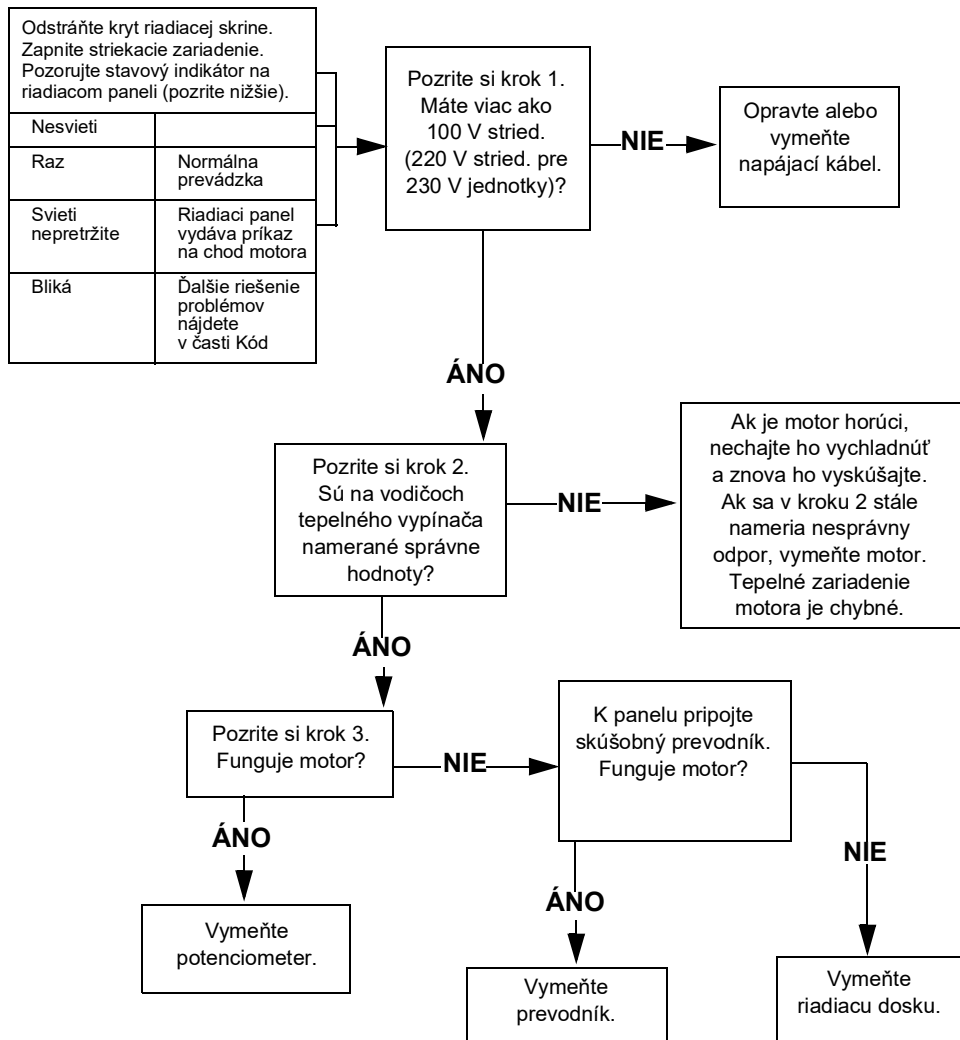 Odstráňte kryt riadiacej skrine.
Zapnite striekacie zariadenie.
Pozorujte stavový indikátor na
riadiacom paneli (pozrite nižšie).
Nesvieti
Raz
Normálna
prevádzka
Svieti
nepretržite
Riadiaci panel
vydáva príkaz
na chod motora
Bliká
Ďalšie riešenie
problémov
nájdete
v časti Kód
Pozrite si krok 1.
Máte viac ako
100 V stried.
(220 V stried. pre
230 V jednotky)?
NIE
Opravte alebo
vymeňte
napájací kábel.
ÁNO
Pozrite si krok 2.
Sú na vodičoch
tepelného vypínača
namerané správne
hodnoty?
NIE
Ak je motor horúci,
nechajte ho vychladnúť
a znova ho vyskúšajte.
Ak sa v kroku 2 stále
nameria nesprávny
odpor, vymeňte motor.
Tepelné zariadenie
motora je chybné.
ÁNO
Pozrite si krok 3.
Funguje motor?
NIE
K panelu pripojte
skúšobný prevodník.
Funguje motor?
ÁNO
Vymeňte
potenciometer.
ÁNO
Vymeňte
prevodník.
NIE
Vymeňte
riadiacu dosku.